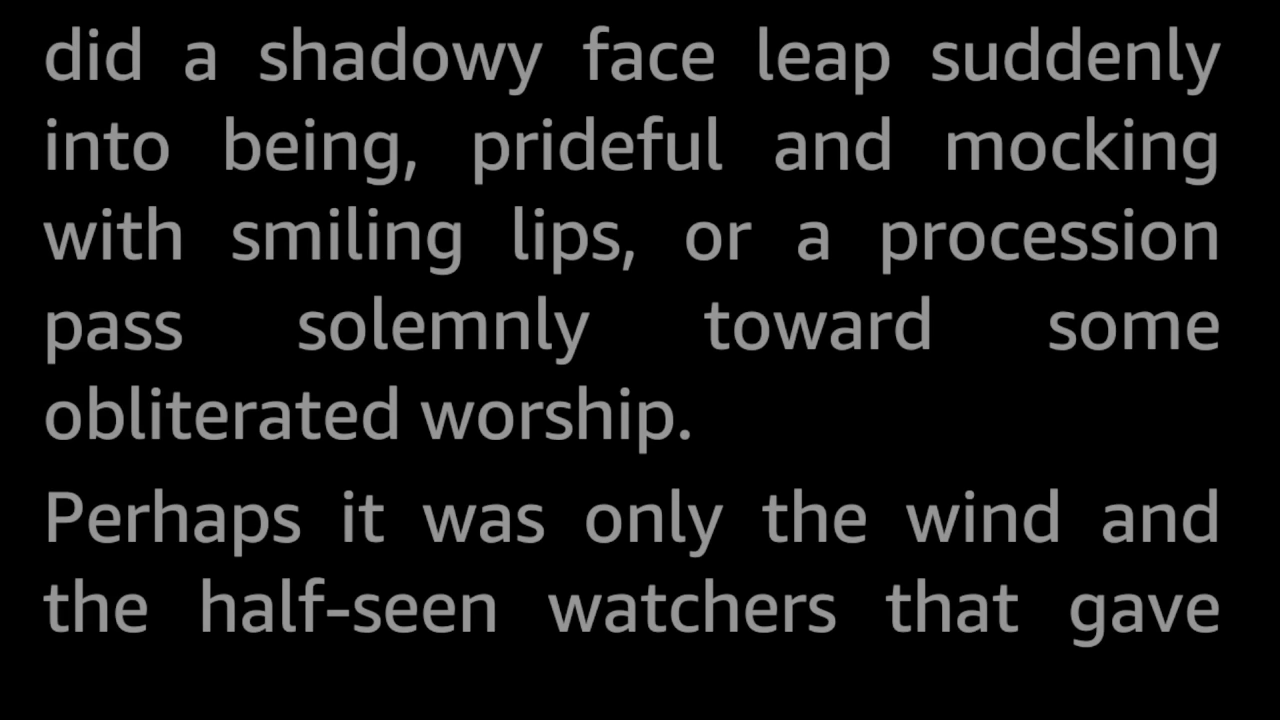 did a shadowy face leap suddenly
into being, prideful and mocking
with smiling lips, or a procession
pass solemnly toward some
obliterated worship.
Perhaps it was only the wind and
the half-seen watchers that gave